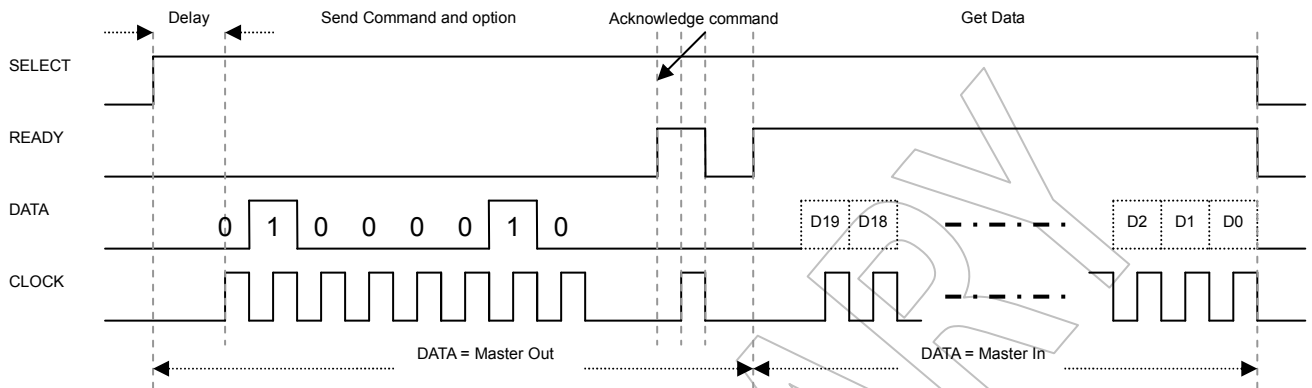 Delay Send Command and option Acknowledge command Get Data
SELECT
READY
DATA 0 1 0 0 0 0 1 0 D19 D18 D2 D1 D0
CLOCK
DATA = Master Out DATA = Master In